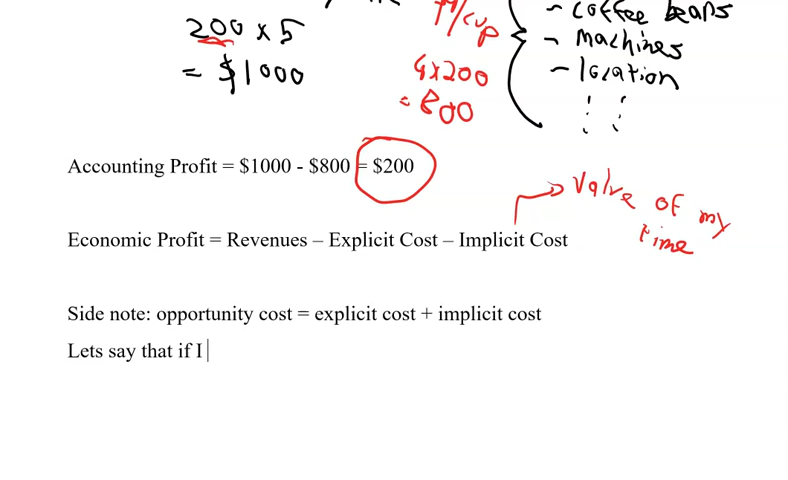 coffee beans
/cup
200 x 5
~ machines
= $1000
4x200
~ location
= 800
Accounting Profit = $1000 - $800 = $200
value of my
time
Economic Profit = Revenues – Explicit Cost – Implicit Cost
Side note: opportunity cost = explicit cost + implicit cost
Lets say that if I